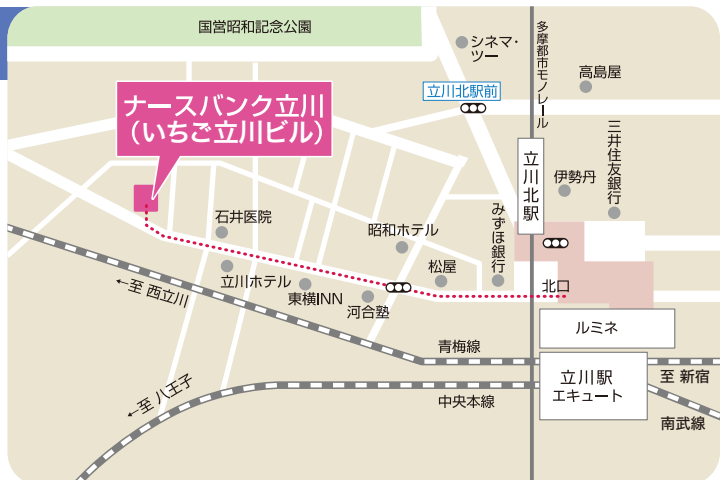 国営昭和記念公園
シネマ・
ツー
多摩都市モノレール
高島屋
立川北駅前
ナースバンク立川
（いちご立川ビル）
三井住友銀行
立川北駅
伊勢丹
みずほ銀行
石井医院
昭和ホテル
松屋
立川ホテル
東横INN
河合塾
北口
←至 西立川
ルミネ
青梅線
至 新宿
立川駅
エキュート
←至 八王子
中央本線
南武線